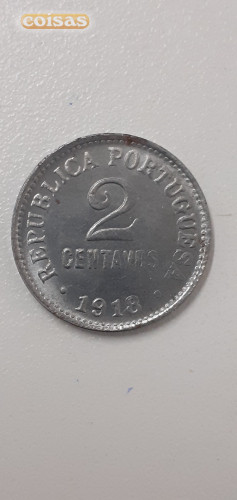 coisas
REPUBLICA PORTUGUESA
2
CENTAVOS
· 1918 ·